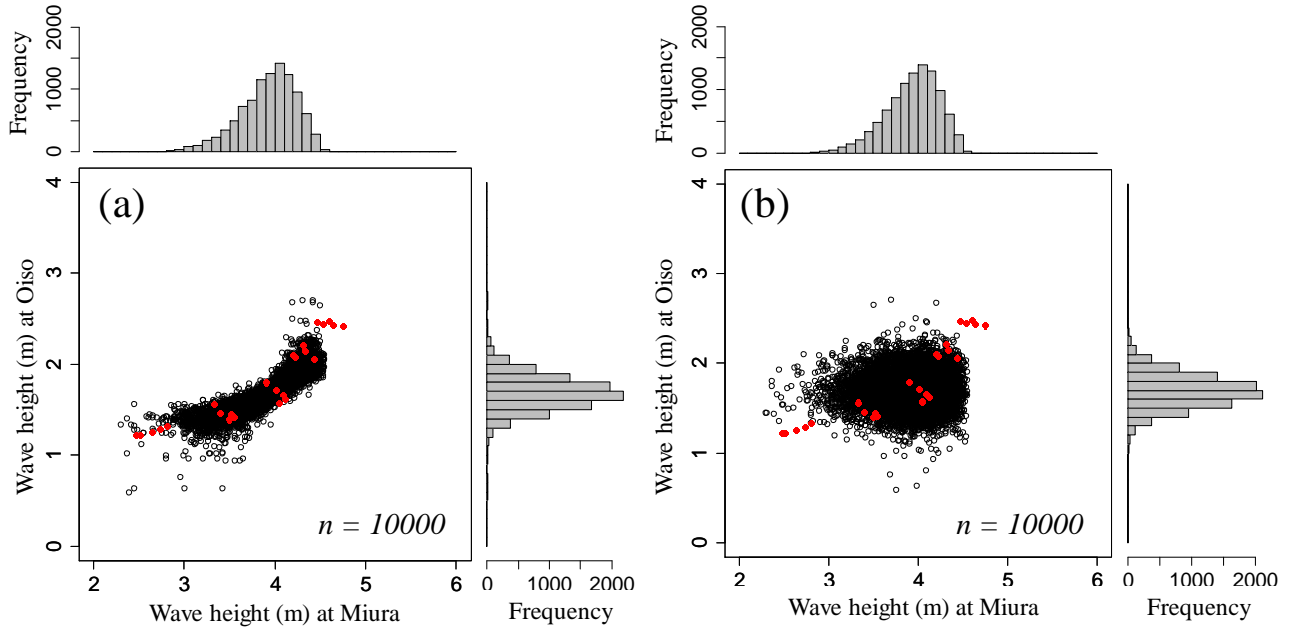 2000
1000
0
Frequency
(a)
4
3
2
1
0
Wave height (m) at Oiso
n = 10000
2 3 4 5 6
Wave height (m) at Miura
0 1000 2000
Frequency
2000
1000
0
Frequency
(b)
4
3
2
1
0
Wave height (m) at Oiso
n = 10000
2 3 4 5 6
Wave height (m) at Miura
0 1000 2000
Frequency